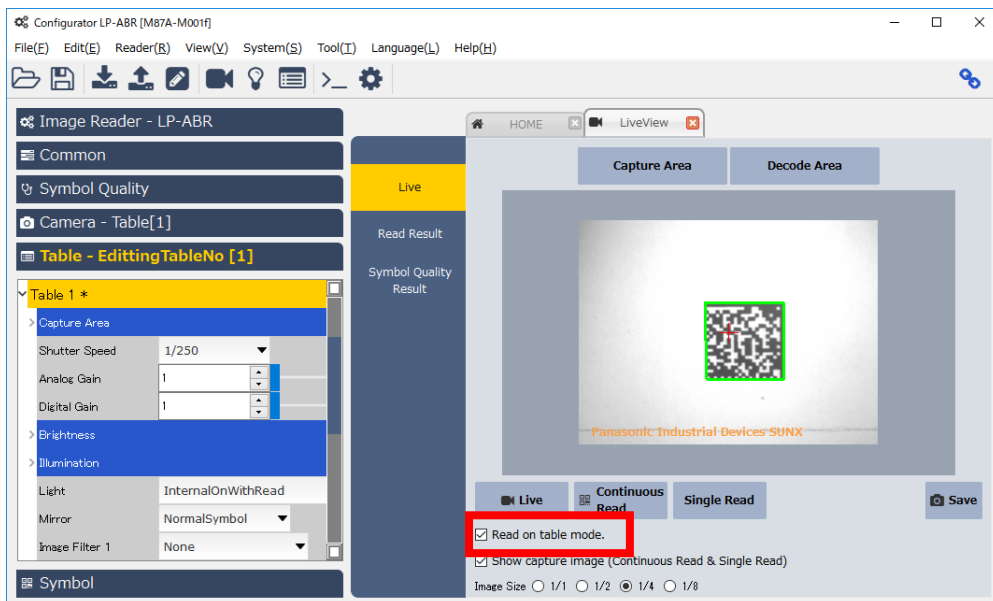 Configurator LP-ABR [M87A-M001f]
File(F) Edit(E) Reader(R) View(V) System(S) Tool(T) Language(L) Help(H)
Image Reader - LP-ABR
Common
Symbol Quality
Camera - Table[1]
Table - EdittingTableNo [1]
Table 1 *
Capture Area
Shutter Speed 1/250
Analog Gain 1
Digital Gain 1
Brightness
Illumination
Light InternalOnWithRead
Mirror NormalSymbol
Image Filter 1 None
Symbol
Live
Read Result
Symbol Quality
Result
HOME LiveView
Capture Area Decode Area
Panasonic Industrial Devices SUNX
Live Continuous
Read Single Read Save
Read on table mode.
Show capture image (Continuous Read & Single Read)
Image Size 1/1 1/2 1/4 1/8